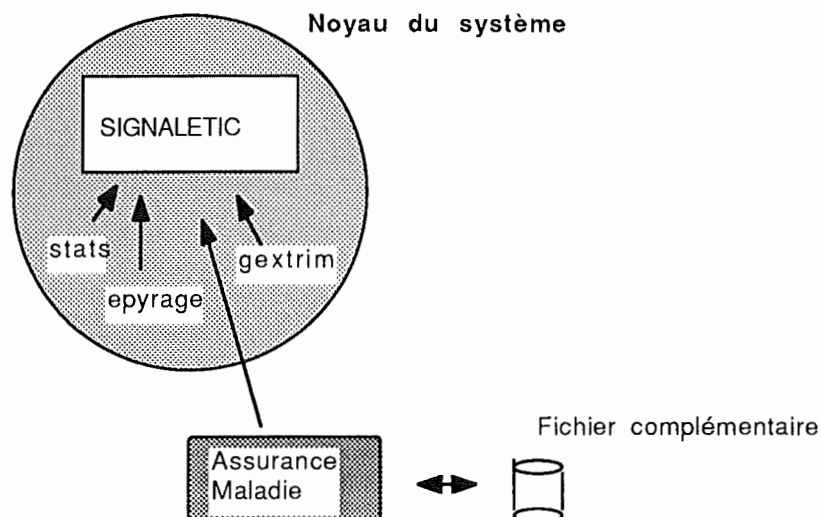 Noyau du système
SIGNALETIC
stats
gextrim
epyrage
Fichier complémentaire
Assurance
Maladie